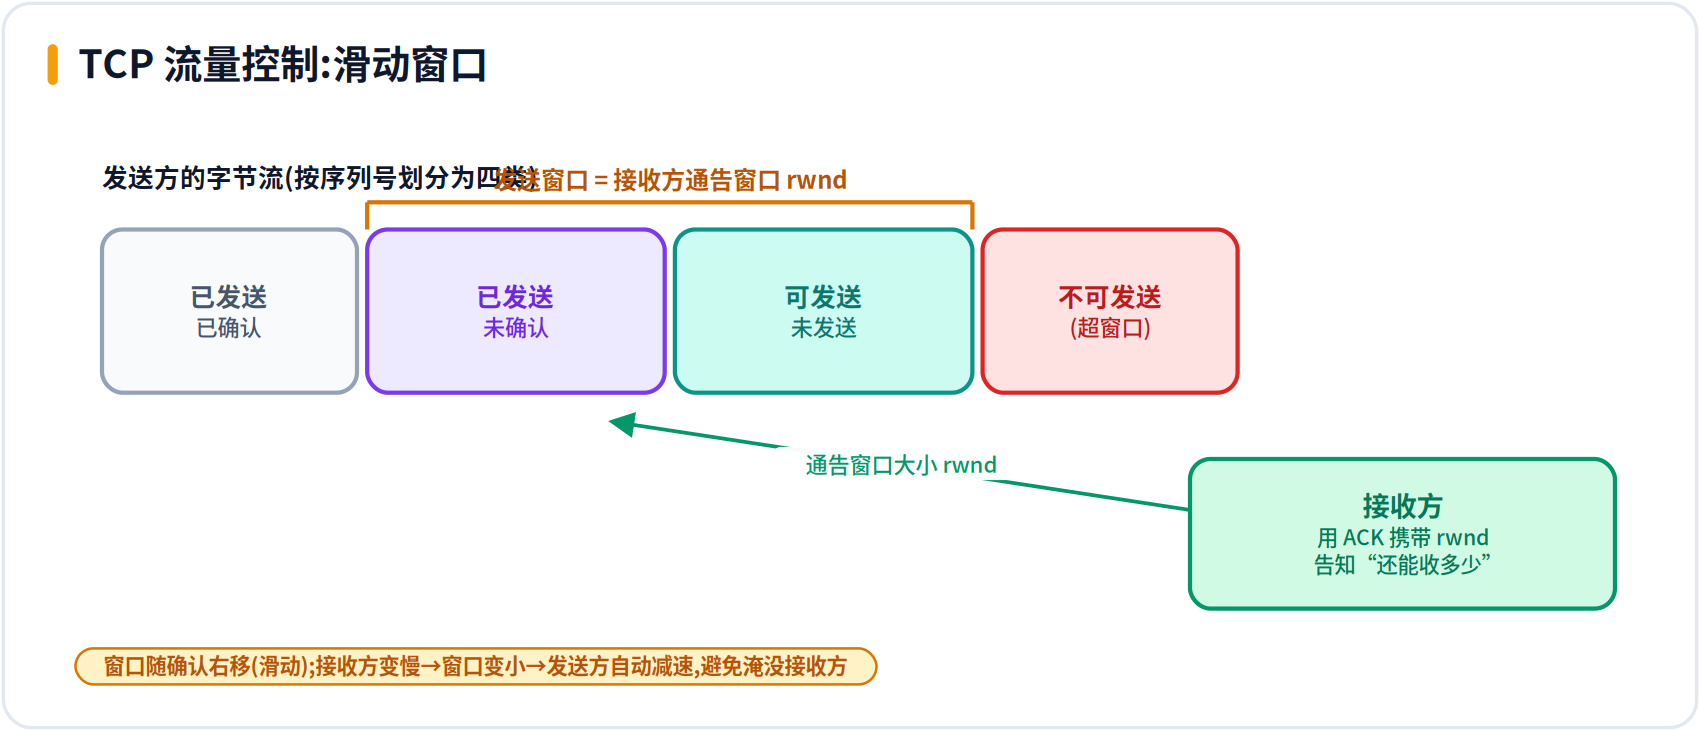 TCP 流量控制:滑动窗口
发送方的字节流(按序列号划分为四类)
发送窗口 = 接收方通告窗口 rwnd
已发送
已确认
已发送
未确认
可发送
未发送
不可发送
(超窗口)
通告窗口大小 rwnd
接收方
用 ACK 携带 rwnd
告知“还能收多少”
窗口随确认右移(滑动);接收方变慢→窗口变小→发送方自动减速,避免淹没接收方